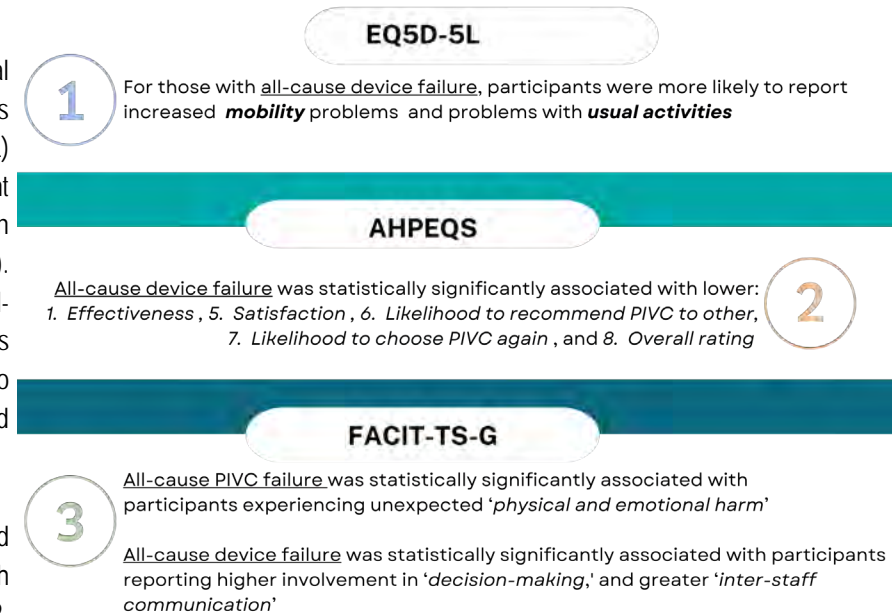 EQ5D-5L
1
For those with all-cause device failure, participants were more likely to report
increased mobility problems and problems with usual activities
AHPEQS
All-cause device failure was statistically significantly associated with lower:
1. Effectiveness , 5. Satisfaction , 6. Likelihood to recommend PIVC to other,
7. Likelihood to choose PIVC again , and 8. Overall rating
2
FACIT-TS-G
3
All-cause PIVC failure was statistically significantly associated with
participants experiencing unexpected ‘physical and emotional harm’
All-cause device failure was statistically significantly associated with participants
reporting higher involvement in ‘decision-making,' and greater ‘inter-staff
communication’